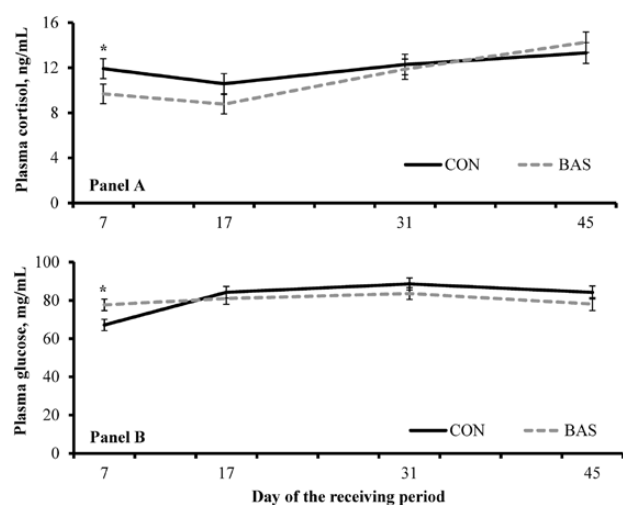 Plasma cortisol, ng/mL
16
12
8
4
0
*
CON
BAS
Panel A
7
17
31
45
Plasma glucose, mg/mL
100
80
60
40
20
0
*
CON
BAS
Panel B
7
17
31
45
Day of the receiving period